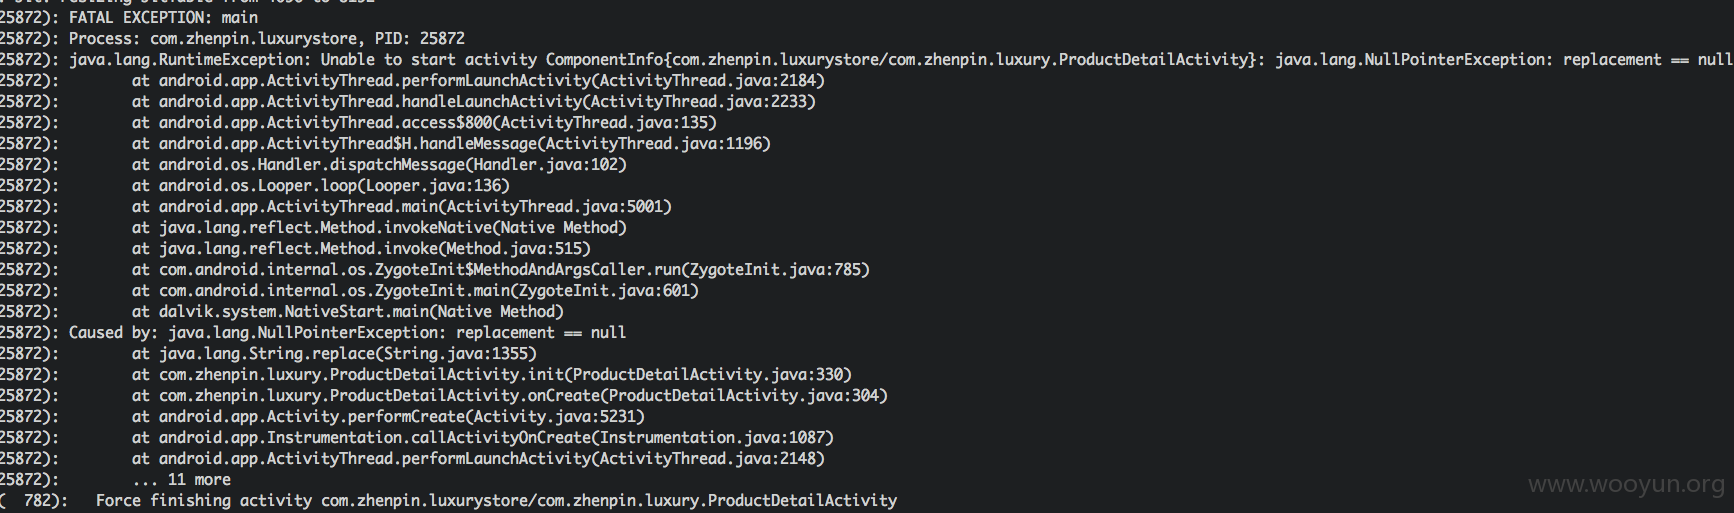 25872): FATAL EXCEPTION: main
25872): Process: com.zhenpin.luxurystore, PID: 25872
25872): java.lang.RuntimeException: Unable to start activity ComponentInfo{com.zhenpin.luxurystore/com.zhenpin.luxury.ProductDetailActivity}: java.lang.NullPointerException: replacement == null
25872): at android.app.ActivityThread.performLaunchActivity(ActivityThread.java:2184)
25872): at android.app.ActivityThread.handleLaunchActivity(ActivityThread.java:2233)
25872): at android.app.ActivityThread.access$800(ActivityThread.java:135)
25872): at android.app.ActivityThread$H.handleMessage(ActivityThread.java:1196)
25872): at android.os.Handler.dispatchMessage(Handler.java:102)
25872): at android.os.Looper.loop(Looper.java:136)
25872): at android.app.ActivityThread.main(ActivityThread.java:5001)
25872): at java.lang.reflect.Method.invokeNative(Native Method)
25872): at java.lang.reflect.Method.invoke(Method.java:515)
25872): at com.android.internal.os.ZygoteInit$MethodAndArgsCaller.run(ZygoteInit.java:785)
25872): at com.android.internal.os.ZygoteInit.main(ZygoteInit.java:601)
25872): at dalvik.system.NativeStart.main(Native Method)
25872): Caused by: java.lang.NullPointerException: replacement == null
25872): at java.lang.String.replace(String.java:1355)
25872): at com.zhenpin.luxury.ProductDetailActivity.init(ProductDetailActivity.java:330)
25872): at com.zhenpin.luxury.ProductDetailActivity.onCreate(ProductDetailActivity.java:304)
25872): at android.app.Activity.performCreate(Activity.java:5231)
25872): at android.app.Instrumentation.callActivityOnCreate(Instrumentation.java:1087)
25872): at android.app.ActivityThread.performLaunchActivity(ActivityThread.java:2148)
25872): ... 11 more
( 782): Force finishing activity com.zhenpin.luxurystore/com.zhenpin.luxury.ProductDetailActivity
www.wooyun.org